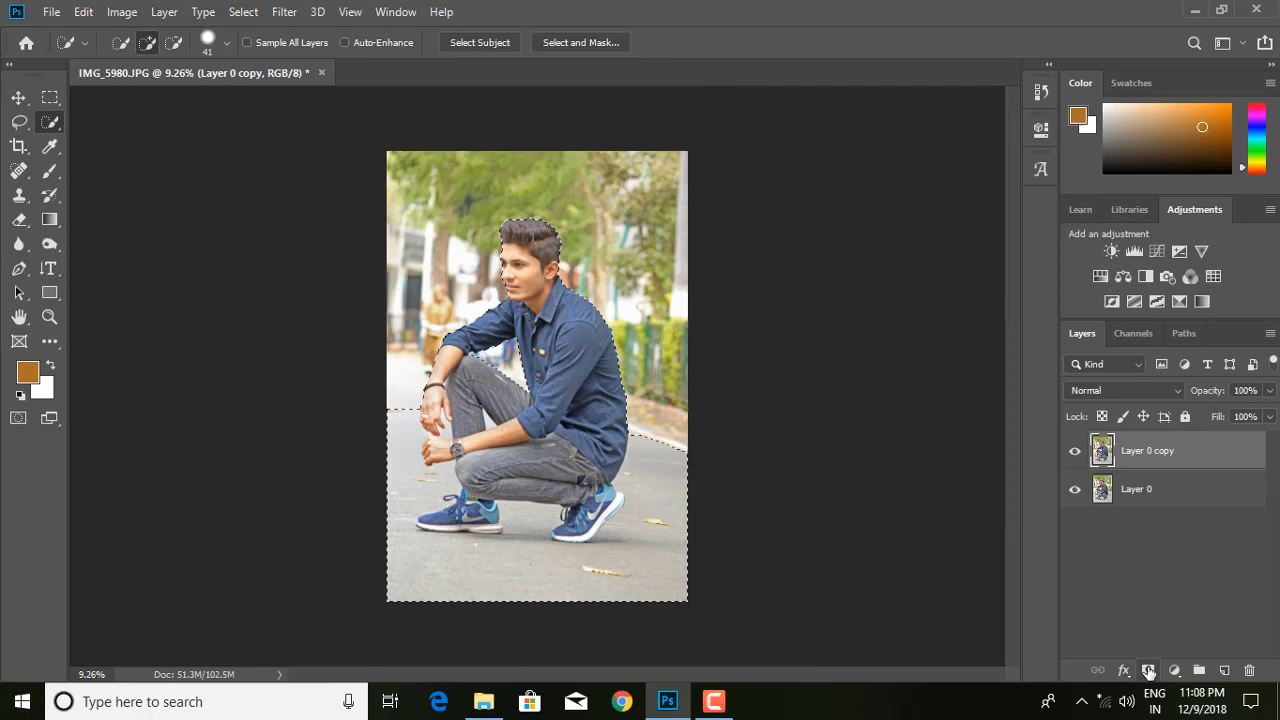 Ps File Edit Image Layer Type Select Filter 3D View Window Help
41 Sample All Layers Auto-Enhance Select Subject Select and Mask...
IMG_5980.JPG @ 9.26% (Layer 0 copy, RGB/8) * ×
Color Swatches
Learn Libraries Adjustments
Add an adjustment
Layers Channels Paths
Kind
Normal Opacity: 100%
Lock: Fill: 100%
Layer 0 copy
Layer 0
fx
9.26% Doc: 51.3M/102.5M
Type here to search
Ps
ENG
IN
11:08 PM
12/9/2018